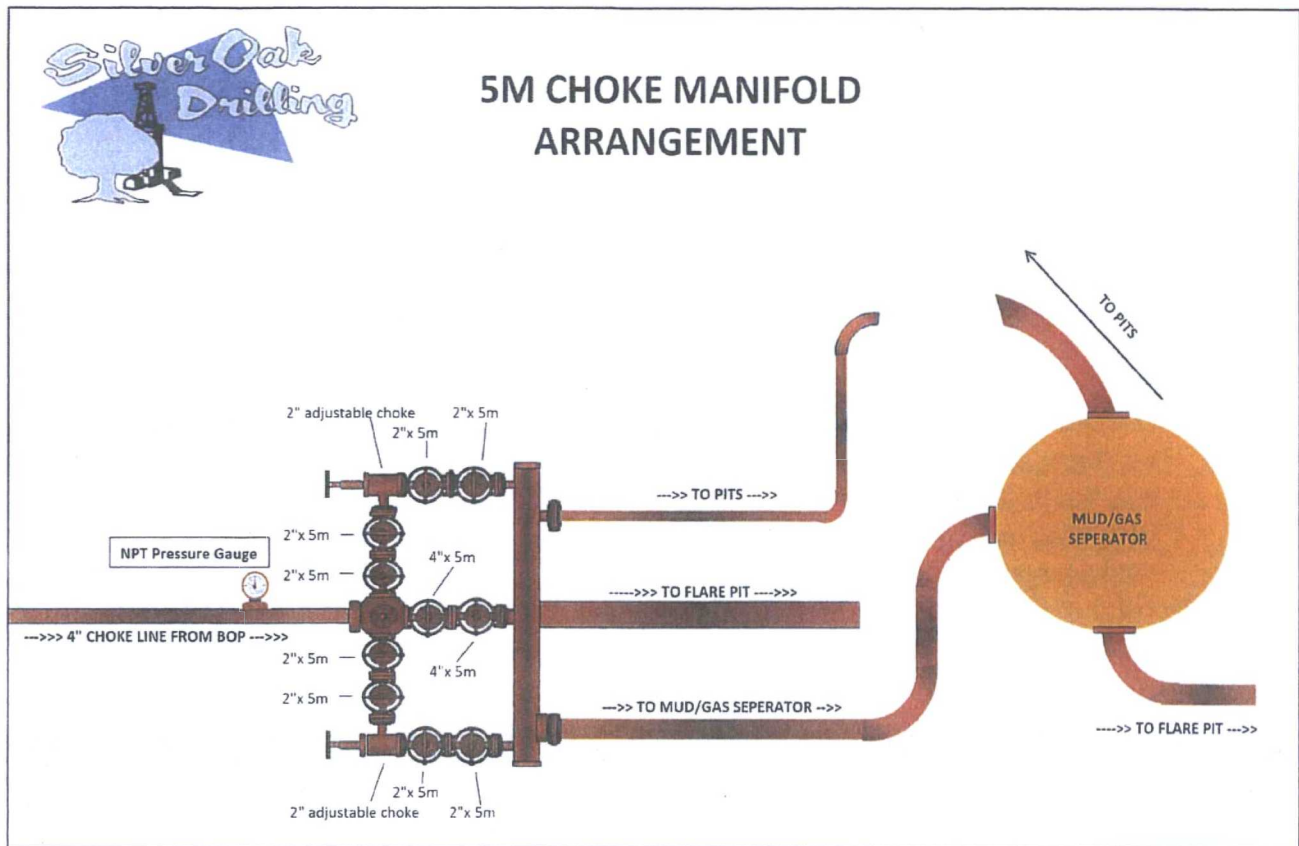 Silver Oak
Drilling
5M CHOKE MANIFOLD
ARRANGEMENT
TO PITS
2" adjustable choke
2"x 5m
2"x 5m
--->> TO PITS --->>
MUD/GAS
SEPERATOR
2"x 5m
NPT Pressure Gauge
4"x 5m
2"x 5m
----->>> TO FLARE PIT ---->>>
--->>> 4" CHOKE LINE FROM BOP --->>>
2"x 5m
4"x 5m
2"x 5m
--->> TO MUD/GAS SEPERATOR -->>
---->> TO FLARE PIT --->>
2"x 5m
2" adjustable choke
2"x 5m